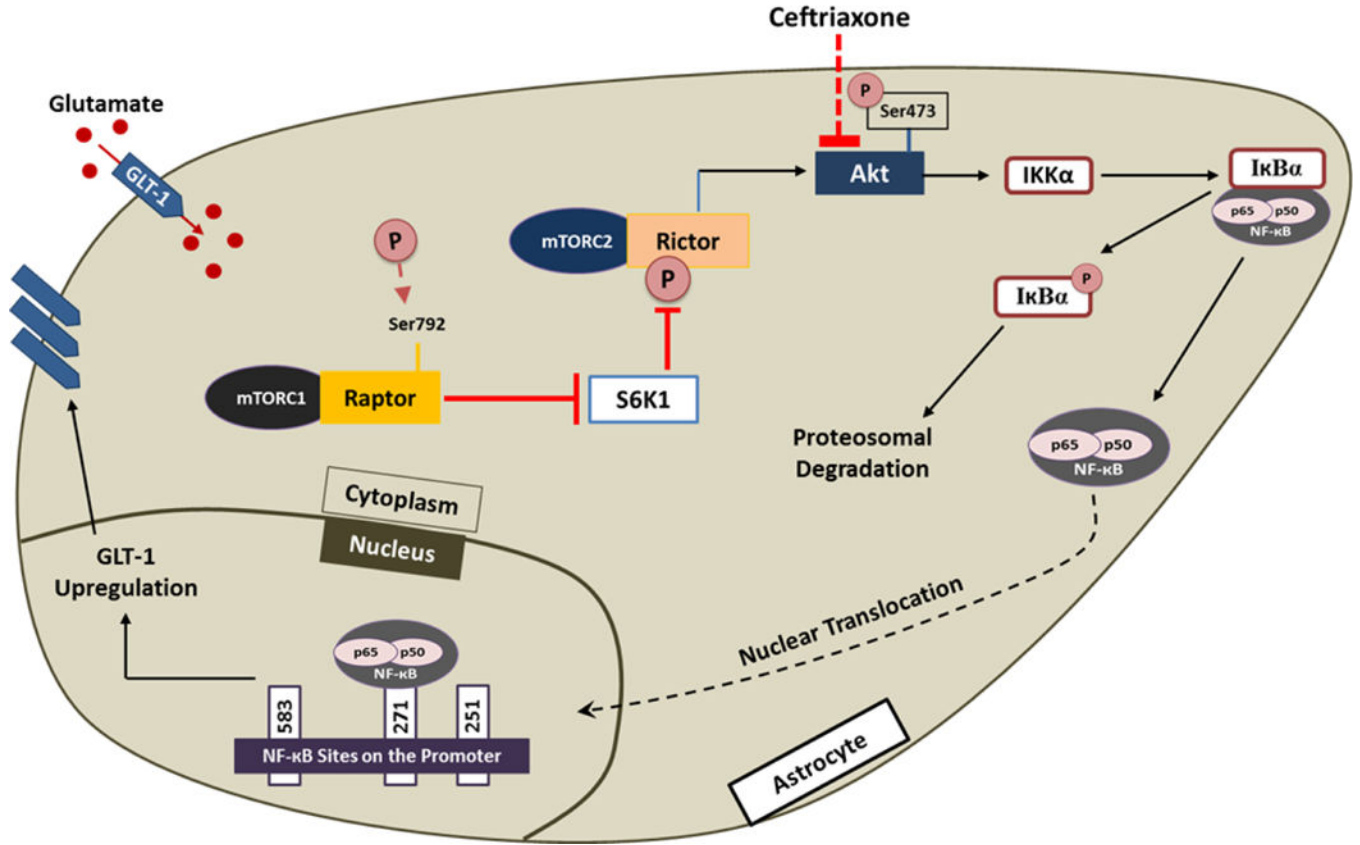 Ceftriaxone
Glutamate
GLT-1
P
Ser473
Akt
IKKα
IκBα
p65
p50
NF-κB
P
mTORC2
Rictor
P
IκBα
P
Ser792
mTORC1
Raptor
S6K1
Proteosomal
Degradation
p65
p50
NF-κB
Cytoplasm
Nucleus
GLT-1
Upregulation
Nuclear Translocation
p65
p50
NF-κB
583
271
251
NF-κB Sites on the Promoter
Astrocyte